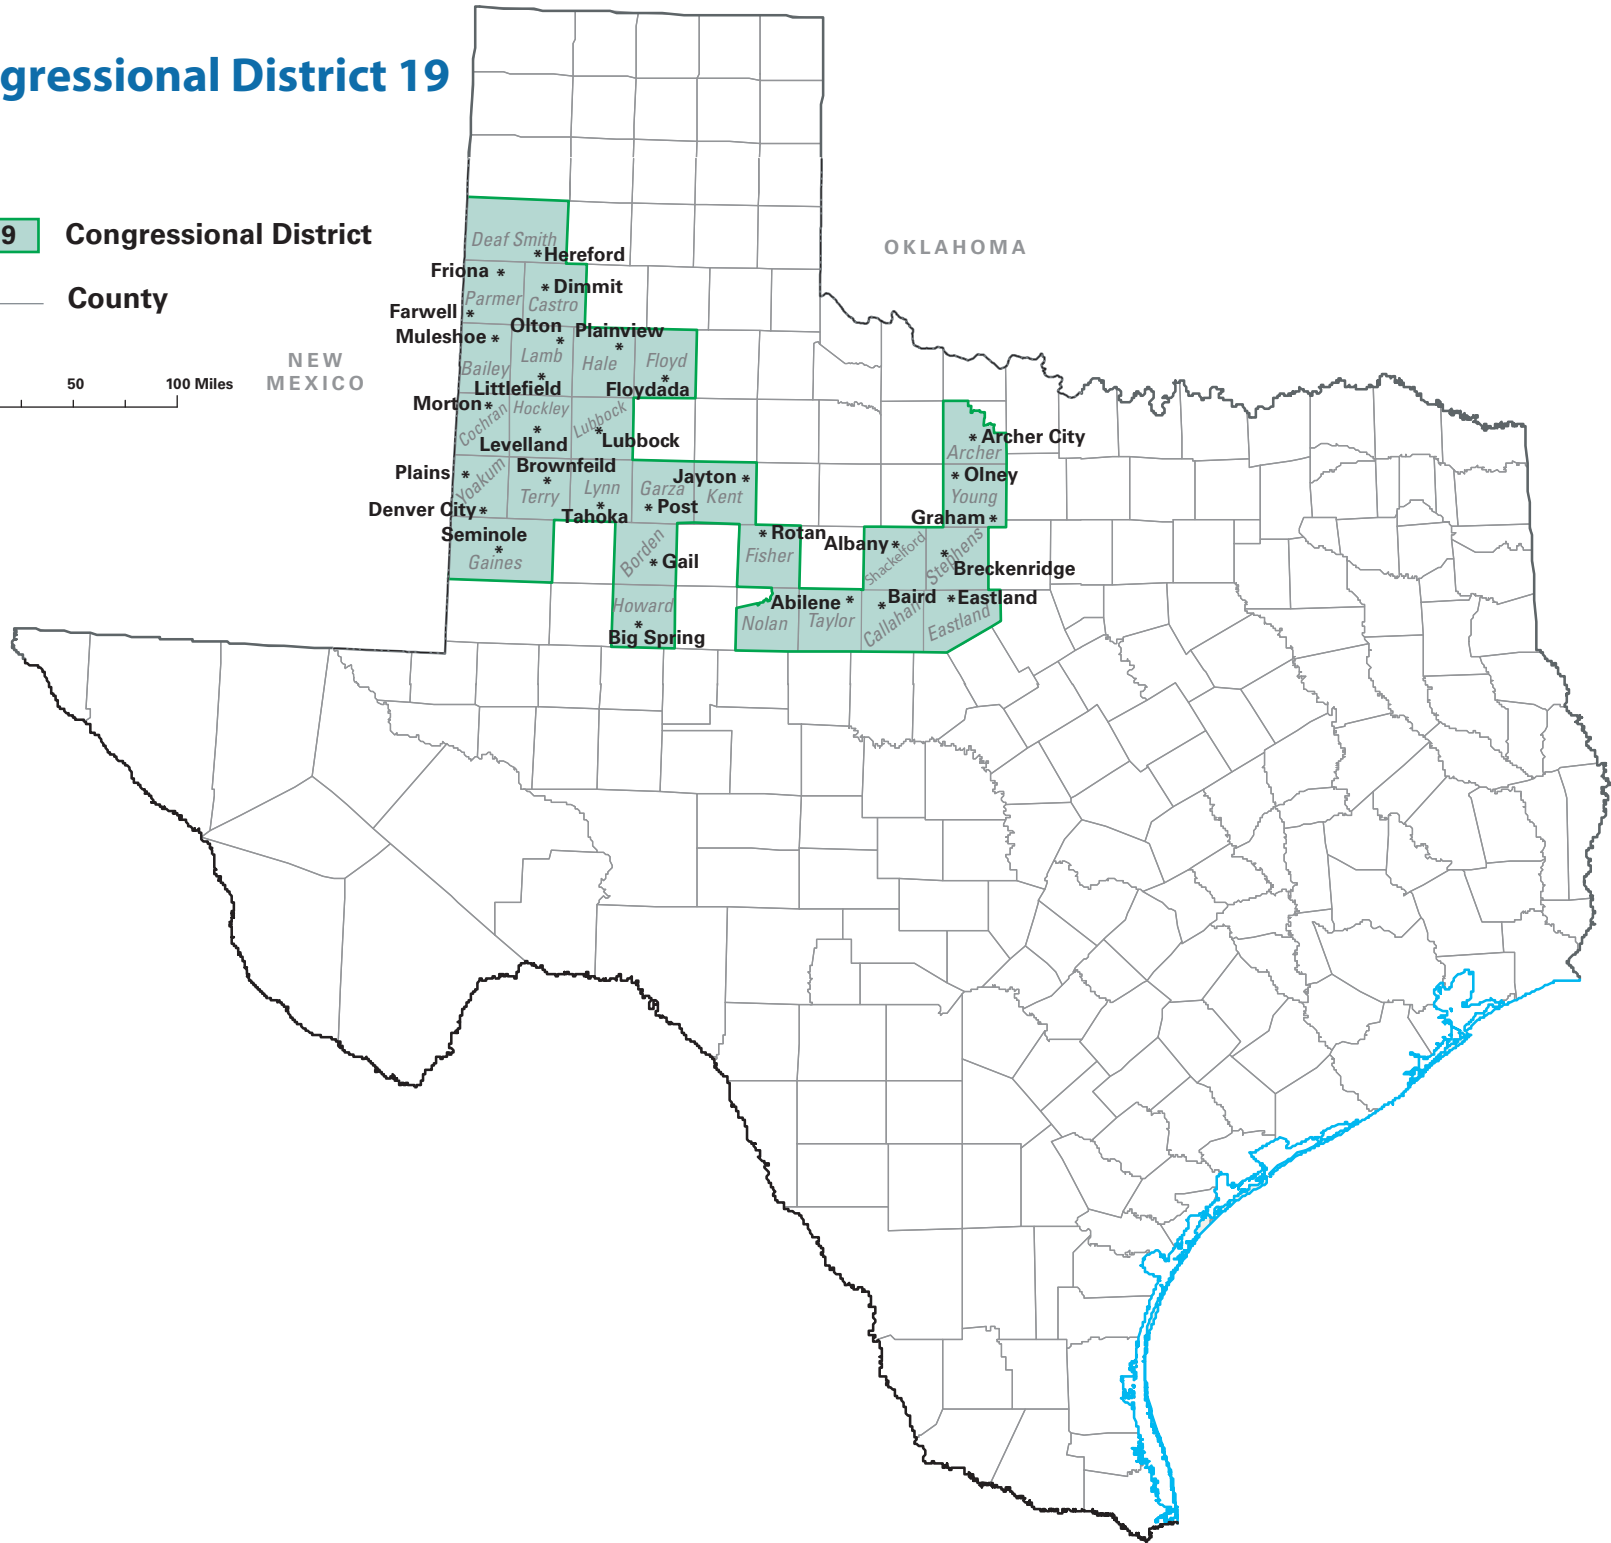 gressional District 19
9 Congressional District
County
50 100 Miles
NEW
MEXICO
OKLAHOMA
Deaf Smith
Hereford
Friona
Parmer
Dimmit
Castro
Farwell
Olton
Plainview
Muleshoe
Lamb
Hale
Floyd
Bailey
Littlefield
Floydada
Morton
Cochran
Hockley
Lubbock
Levelland
Lubbock
Archer City
Archer
Plains
Yoakum
Brownfeild
Terry
Lynn
Garza
Jayton
Kent
Olney
Young
Denver City
Tahoka
Post
Graham
Seminole
Gaines
Borden
Gail
Rotan
Fisher
Albany
Shackelford
Stephens
Breckenridge
Howard
Big Spring
Nolan
Abilene
Taylor
Baird
Callahan
Eastland
Eastland